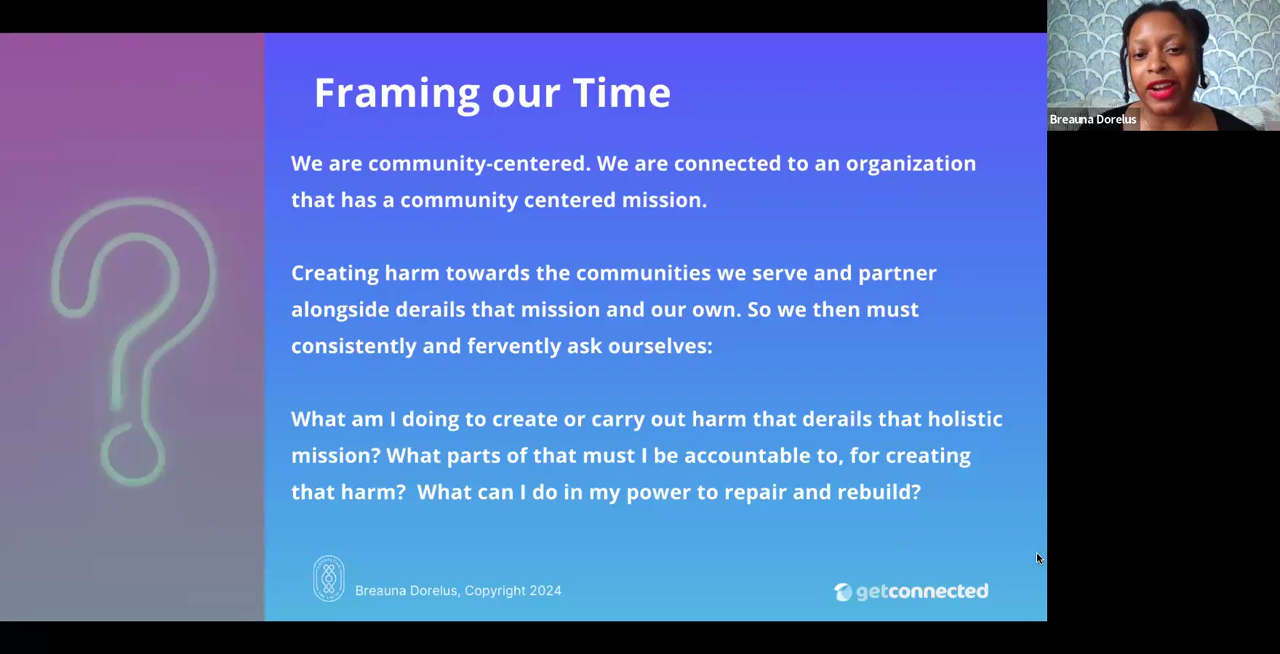 Framing our Time
We are community-centered. We are connected to an organization
that has a community centered mission.
Creating harm towards the communities we serve and partner
alongside derails that mission and our own. So we then must
consistently and fervently ask ourselves:
What am I doing to create or carry out harm that derails that holistic
mission? What parts of that must I be accountable to, for creating
that harm?  What can I do in my power to repair and rebuild?
Breauna Dorelus, Copyright 2024
getconnected
Breauna Dorelus